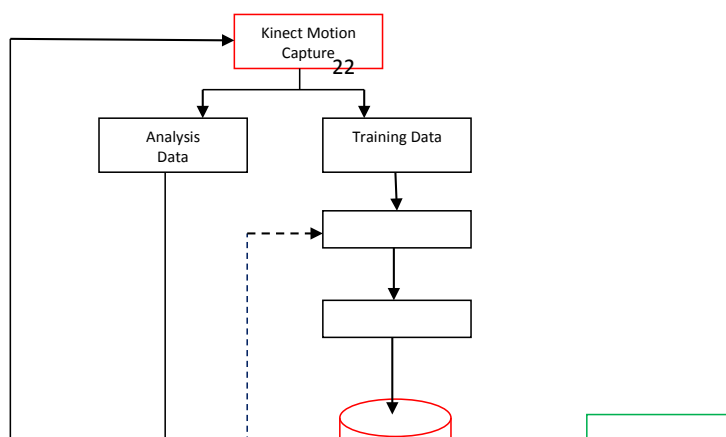 Kinect Motion
Capture
22
Analysis
Data
Training Data